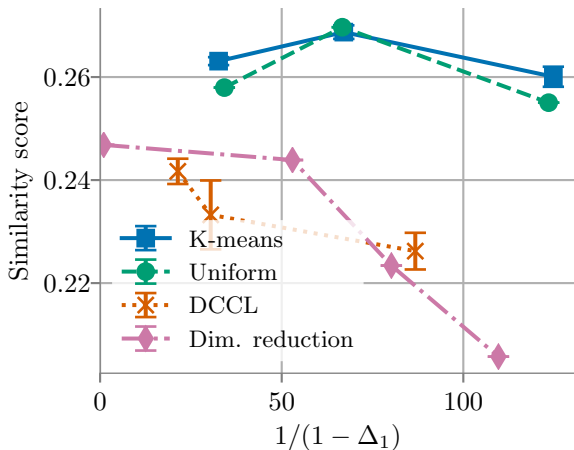 0.26
0.24
0.22
Similarity score
K-means
Uniform
DCCL
Dim. reduction
0
50
100
1/(1 − Δ₁)